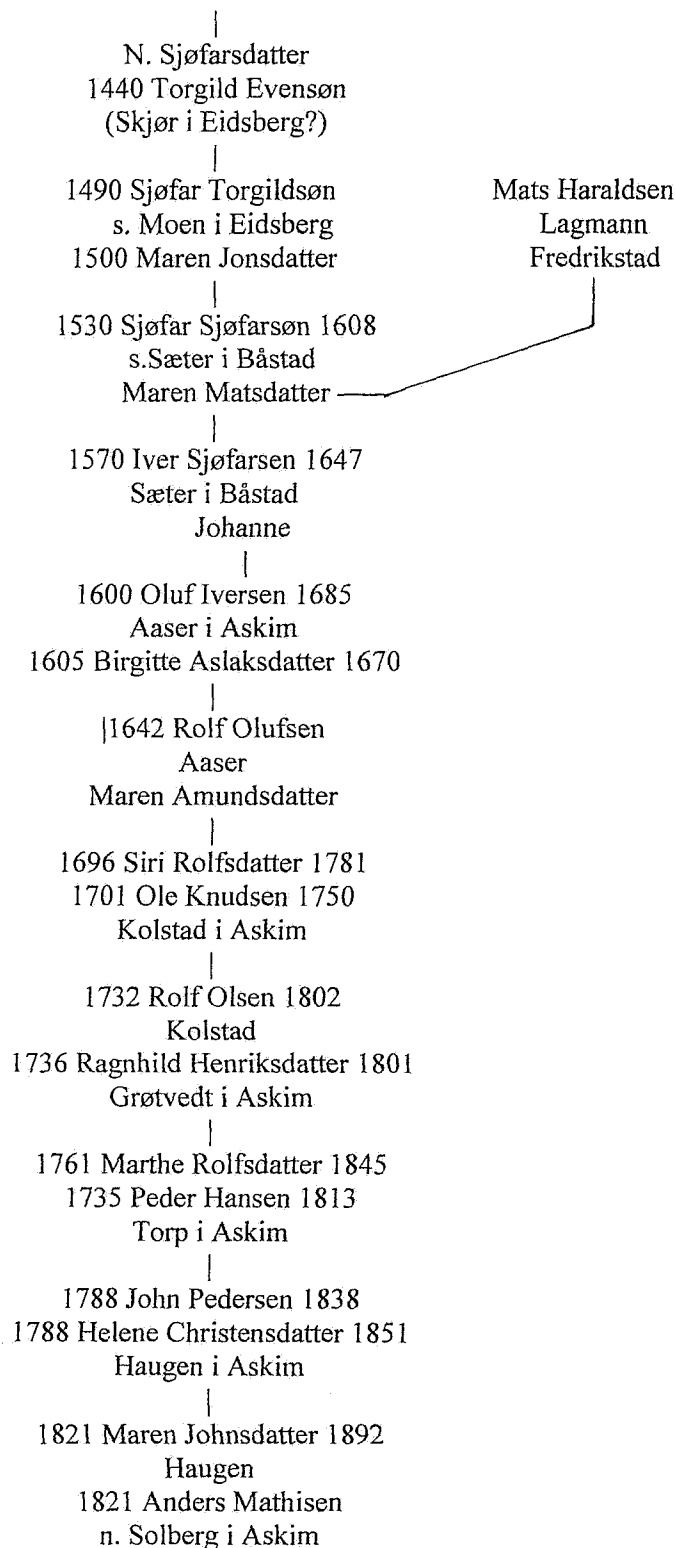 N. Sjøfarsdatter
1440 Torgild Evensøn
(Skjør i Eidsberg?)
1490 Sjøfar Torgildsøn
s. Moen i Eidsberg
1500 Maren Jonsdatter
Mats Haraldsen
Lagmann
Fredrikstad
1530 Sjøfar Sjøfarsøn 1608
s.Sæter i Båstad
Maren Matsdatter
1570 Iver Sjøfarsen 1647
Sæter i Båstad
Johanne
1600 Oluf Iversen 1685
Aaser i Askim
1605 Birgitte Aslaksdatter 1670
|1642 Rolf Olufsen
Aaser
Maren Amundsdatter
1696 Siri Rolfsdatter 1781
1701 Ole Knudsen 1750
Kolstad i Askim
1732 Rolf Olsen 1802
Kolstad
1736 Ragnhild Henriksdatter 1801
Grøtvedt i Askim
1761 Marthe Rolfsdatter 1845
1735 Peder Hansen 1813
Torp i Askim
1788 John Pedersen 1838
1788 Helene Christensdatter 1851
Haugen i Askim
1821 Maren Johnsdatter 1892
Haugen
1821 Anders Mathisen
n. Solberg i Askim